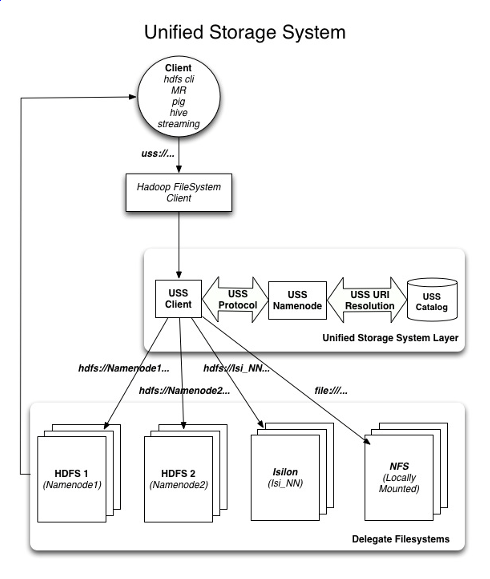 Unified Storage System
Client
hdfs cli
MR
pig
hive
streaming
uss://...
Hadoop FileSystem
Client
USS
Client
USS
Protocol
USS
Namenode
USS URI
Resolution
USS
Catalog
Unified Storage System Layer
hdfs://Namenode1...
hdfs://Isi_NN...
hdfs://Namenode2...
file:///...
HDFS 1
(Namenode1)
HDFS 2
(Namenode2)
Isilon
(Isi_NN)
NFS
(Locally
Mounted)
Delegate Filesystems